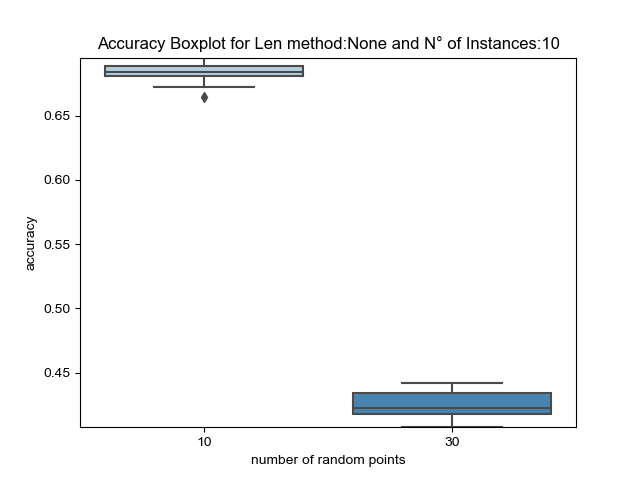 Accuracy Boxplot for Len method:None and N° of Instances:10
0.65
0.60
0.55
0.50
0.45
accuracy
10 30
number of random points